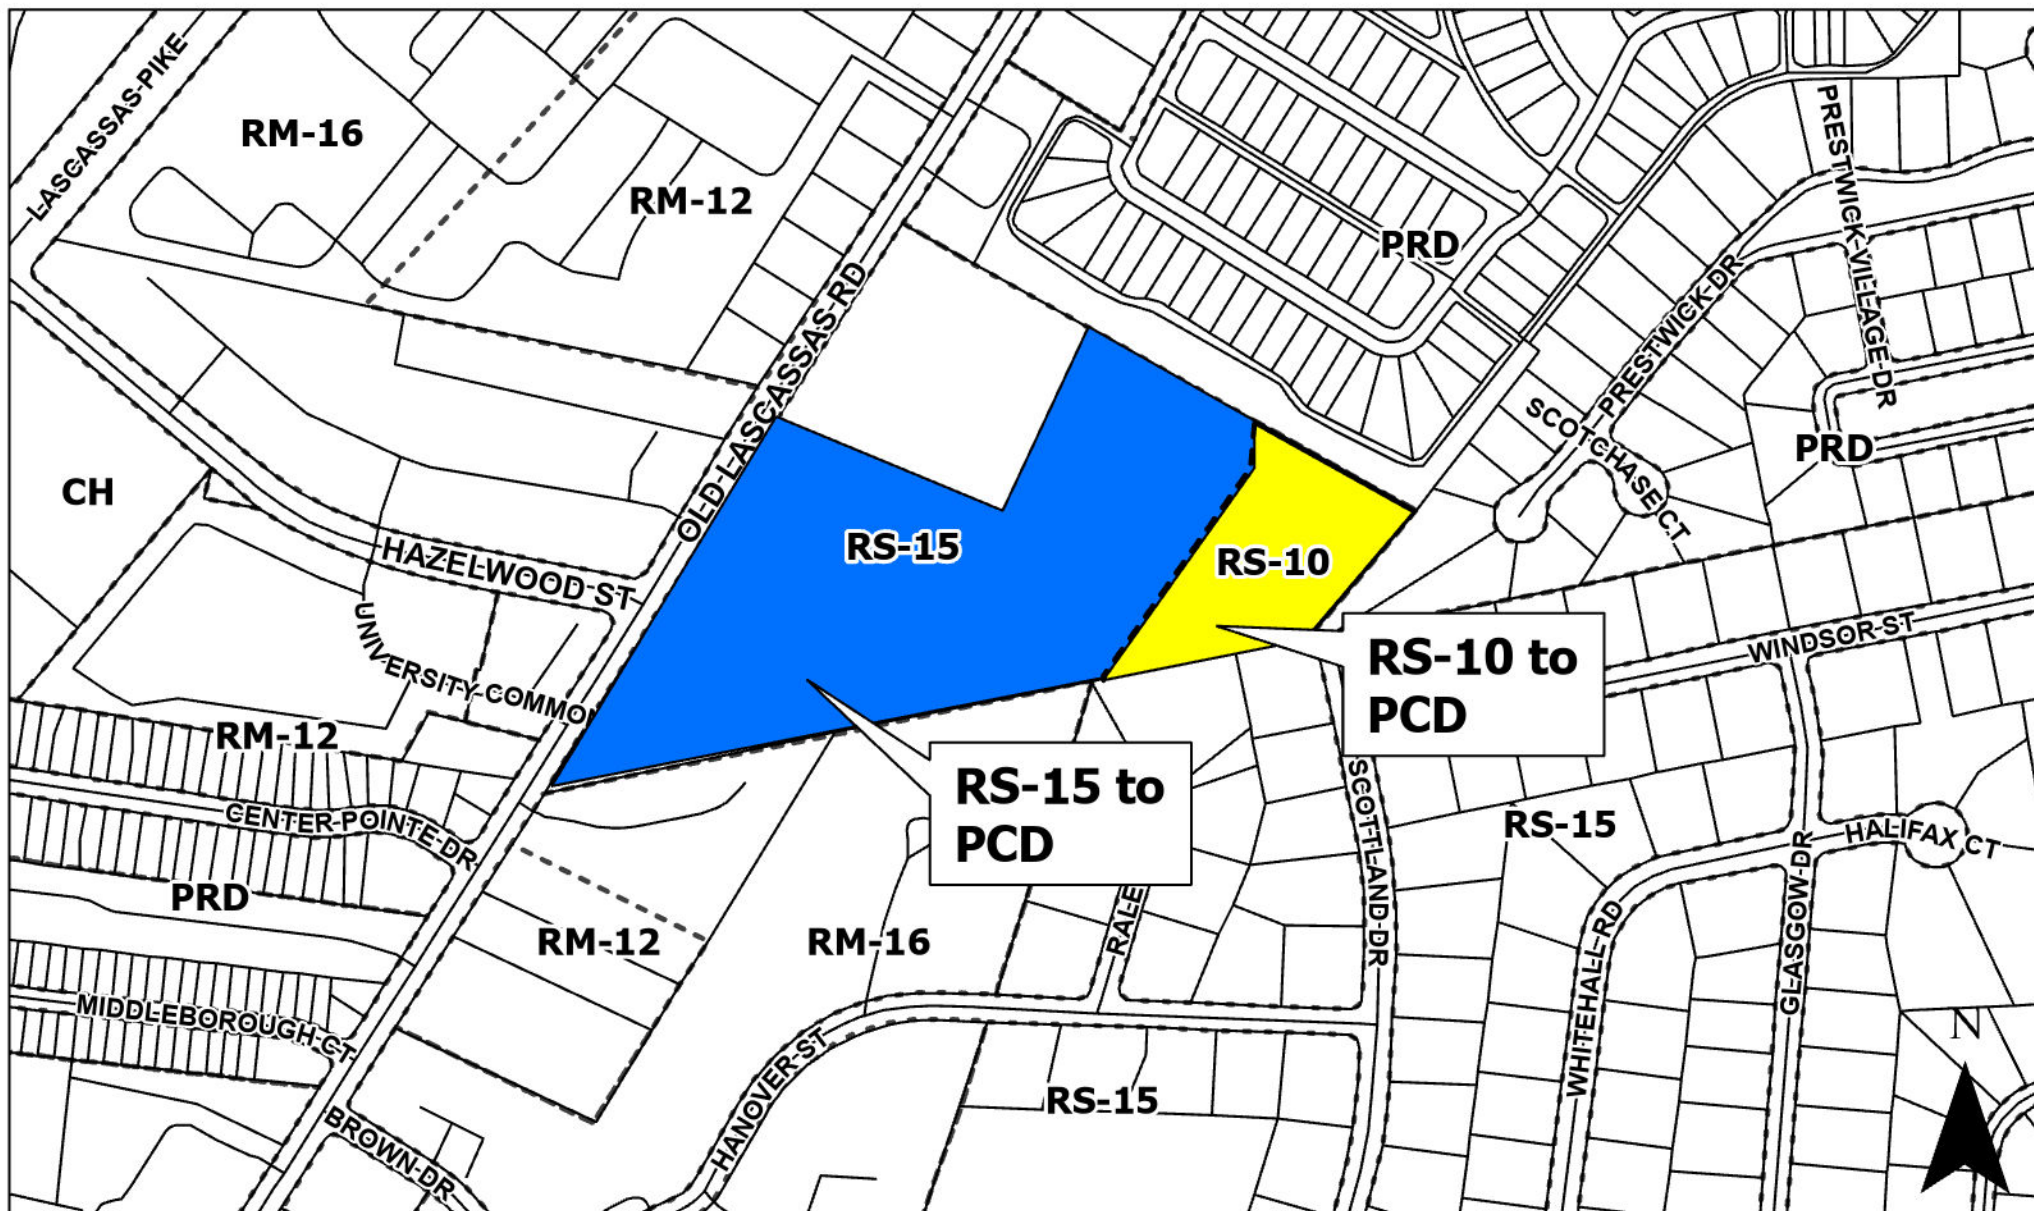 LASCASSAS PIKE
RM-16
RM-12
PRD
PRESTWICK VILLAGE DR
PRESTWICK DR
OLD LASCASSAS RD
SCOTCHASE CT
PRD
CH
RS-15
RS-10
HAZELWOOD ST
UNIVERSITY COMMON
WINDSOR ST
RS-10 to
PCD
RM-12
RS-15 to
PCD
CENTER POINTE DR
SCOTTLAND DR
RS-15
HALIFAX CT
PRD
RM-12
RM-16
RALE
WHITEHALL RD
GLASGOW DR
MIDDLEBOROUGH CT
HANOVER ST
N
RS-15
BROWN DR